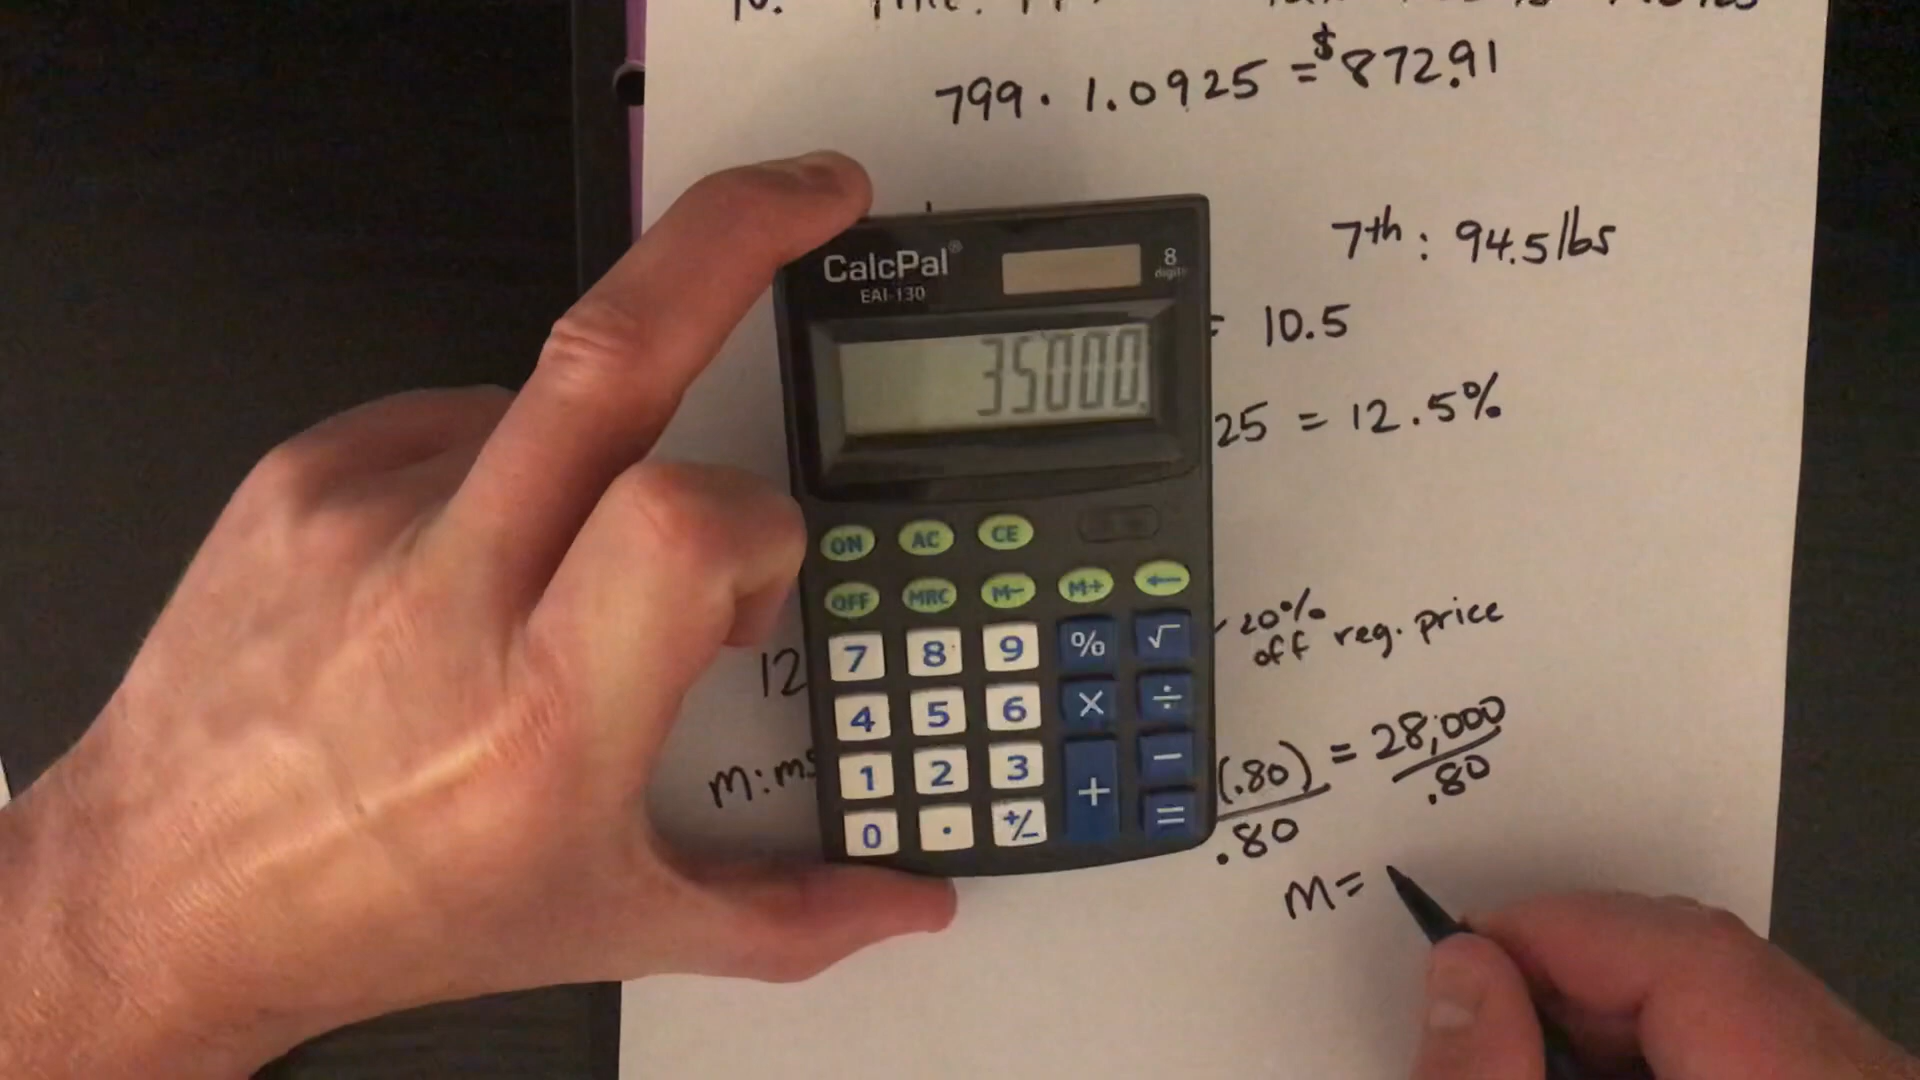 10.
799 . 1.0925 = $872.91
7th : 94.5 lbs
= 10.5
25 = 12.5%
CalcPal®
EAI-130
8
digits
35000.
ON AC CE
OFF MRC M− M+ ←
7 8 9 % √
4 5 6 × ÷
1 2 3 + −
0 . +/− =
20%
off reg. price
12
m:ms
(.80) = 28,000
.80 .80
m=